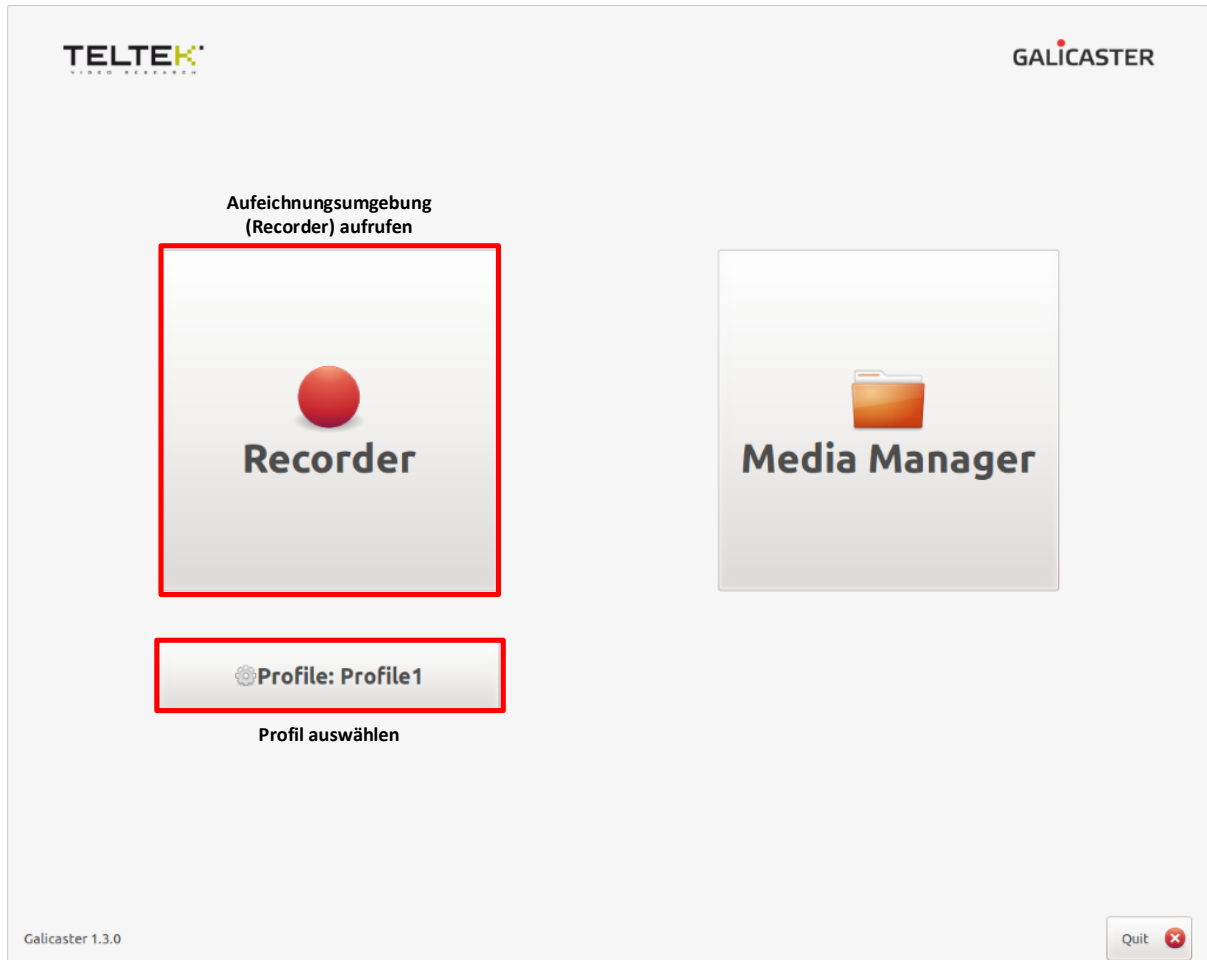 TELTEK
VIDEO RESEARCH
GALICASTER
Aufeichnungsumgebung
(Recorder) aufrufen
Recorder
Media Manager
Profile: Profile1
Profil auswählen
Galicaster 1.3.0
Quit